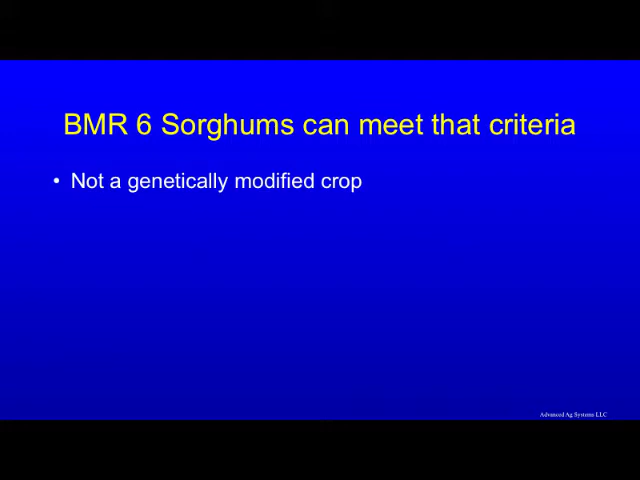 BMR 6 Sorghums can meet that criteria
• Not a genetically modified crop
Advanced Ag Systems LLC